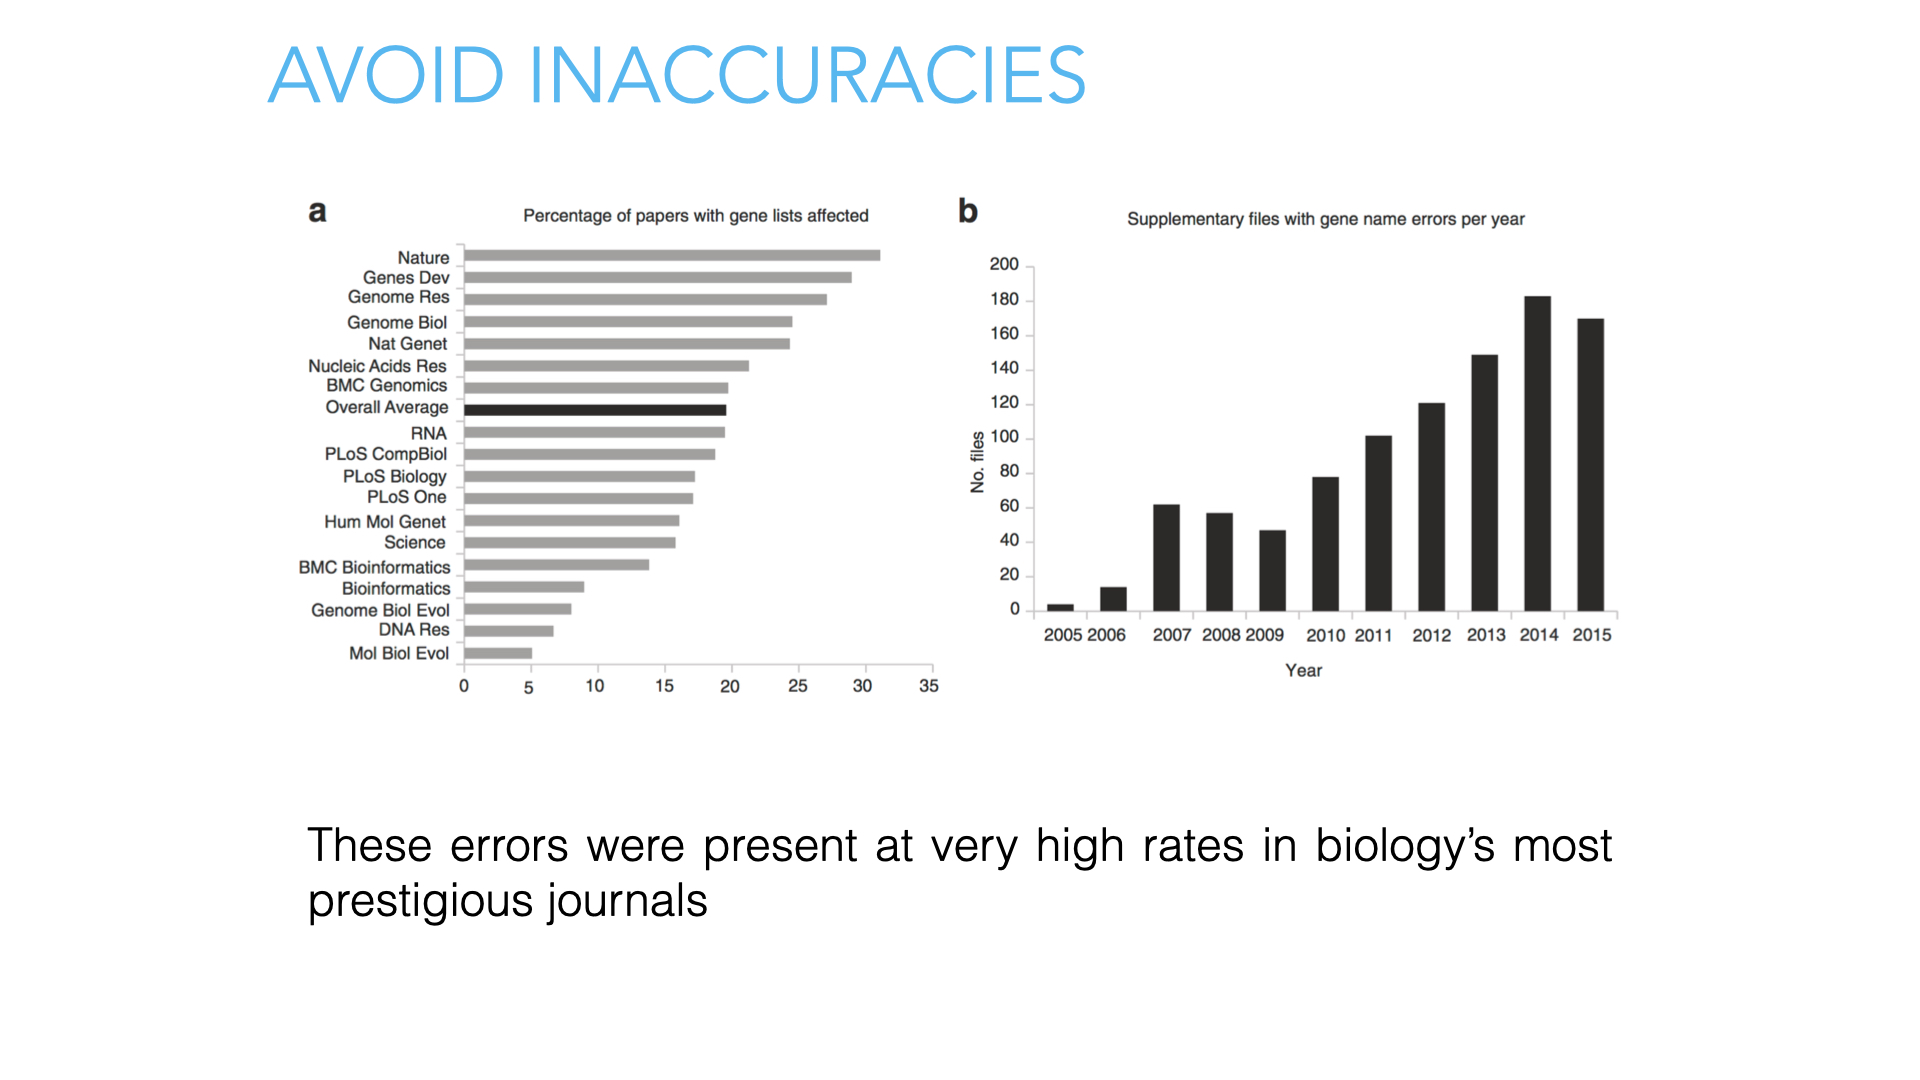 AVOID INACCURACIES
a
Percentage of papers with gene lists affected
Nature
Genes Dev
Genome Res
Genome Biol
Nat Genet
Nucleic Acids Res
BMC Genomics
Overall Average
RNA
PLoS CompBiol
PLoS Biology
PLoS One
Hum Mol Genet
Science
BMC Bioinformatics
Bioinformatics
Genome Biol Evol
DNA Res
Mol Biol Evol
0 5 10 15 20 25 30 35
b
Supplementary files with gene name errors per year
200
180
160
140
120
100
80
60
40
20
0
No. files
2005 2006 2007 2008 2009 2010 2011 2012 2013 2014 2015
Year
These errors were present at very high rates in biology’s most
prestigious journals